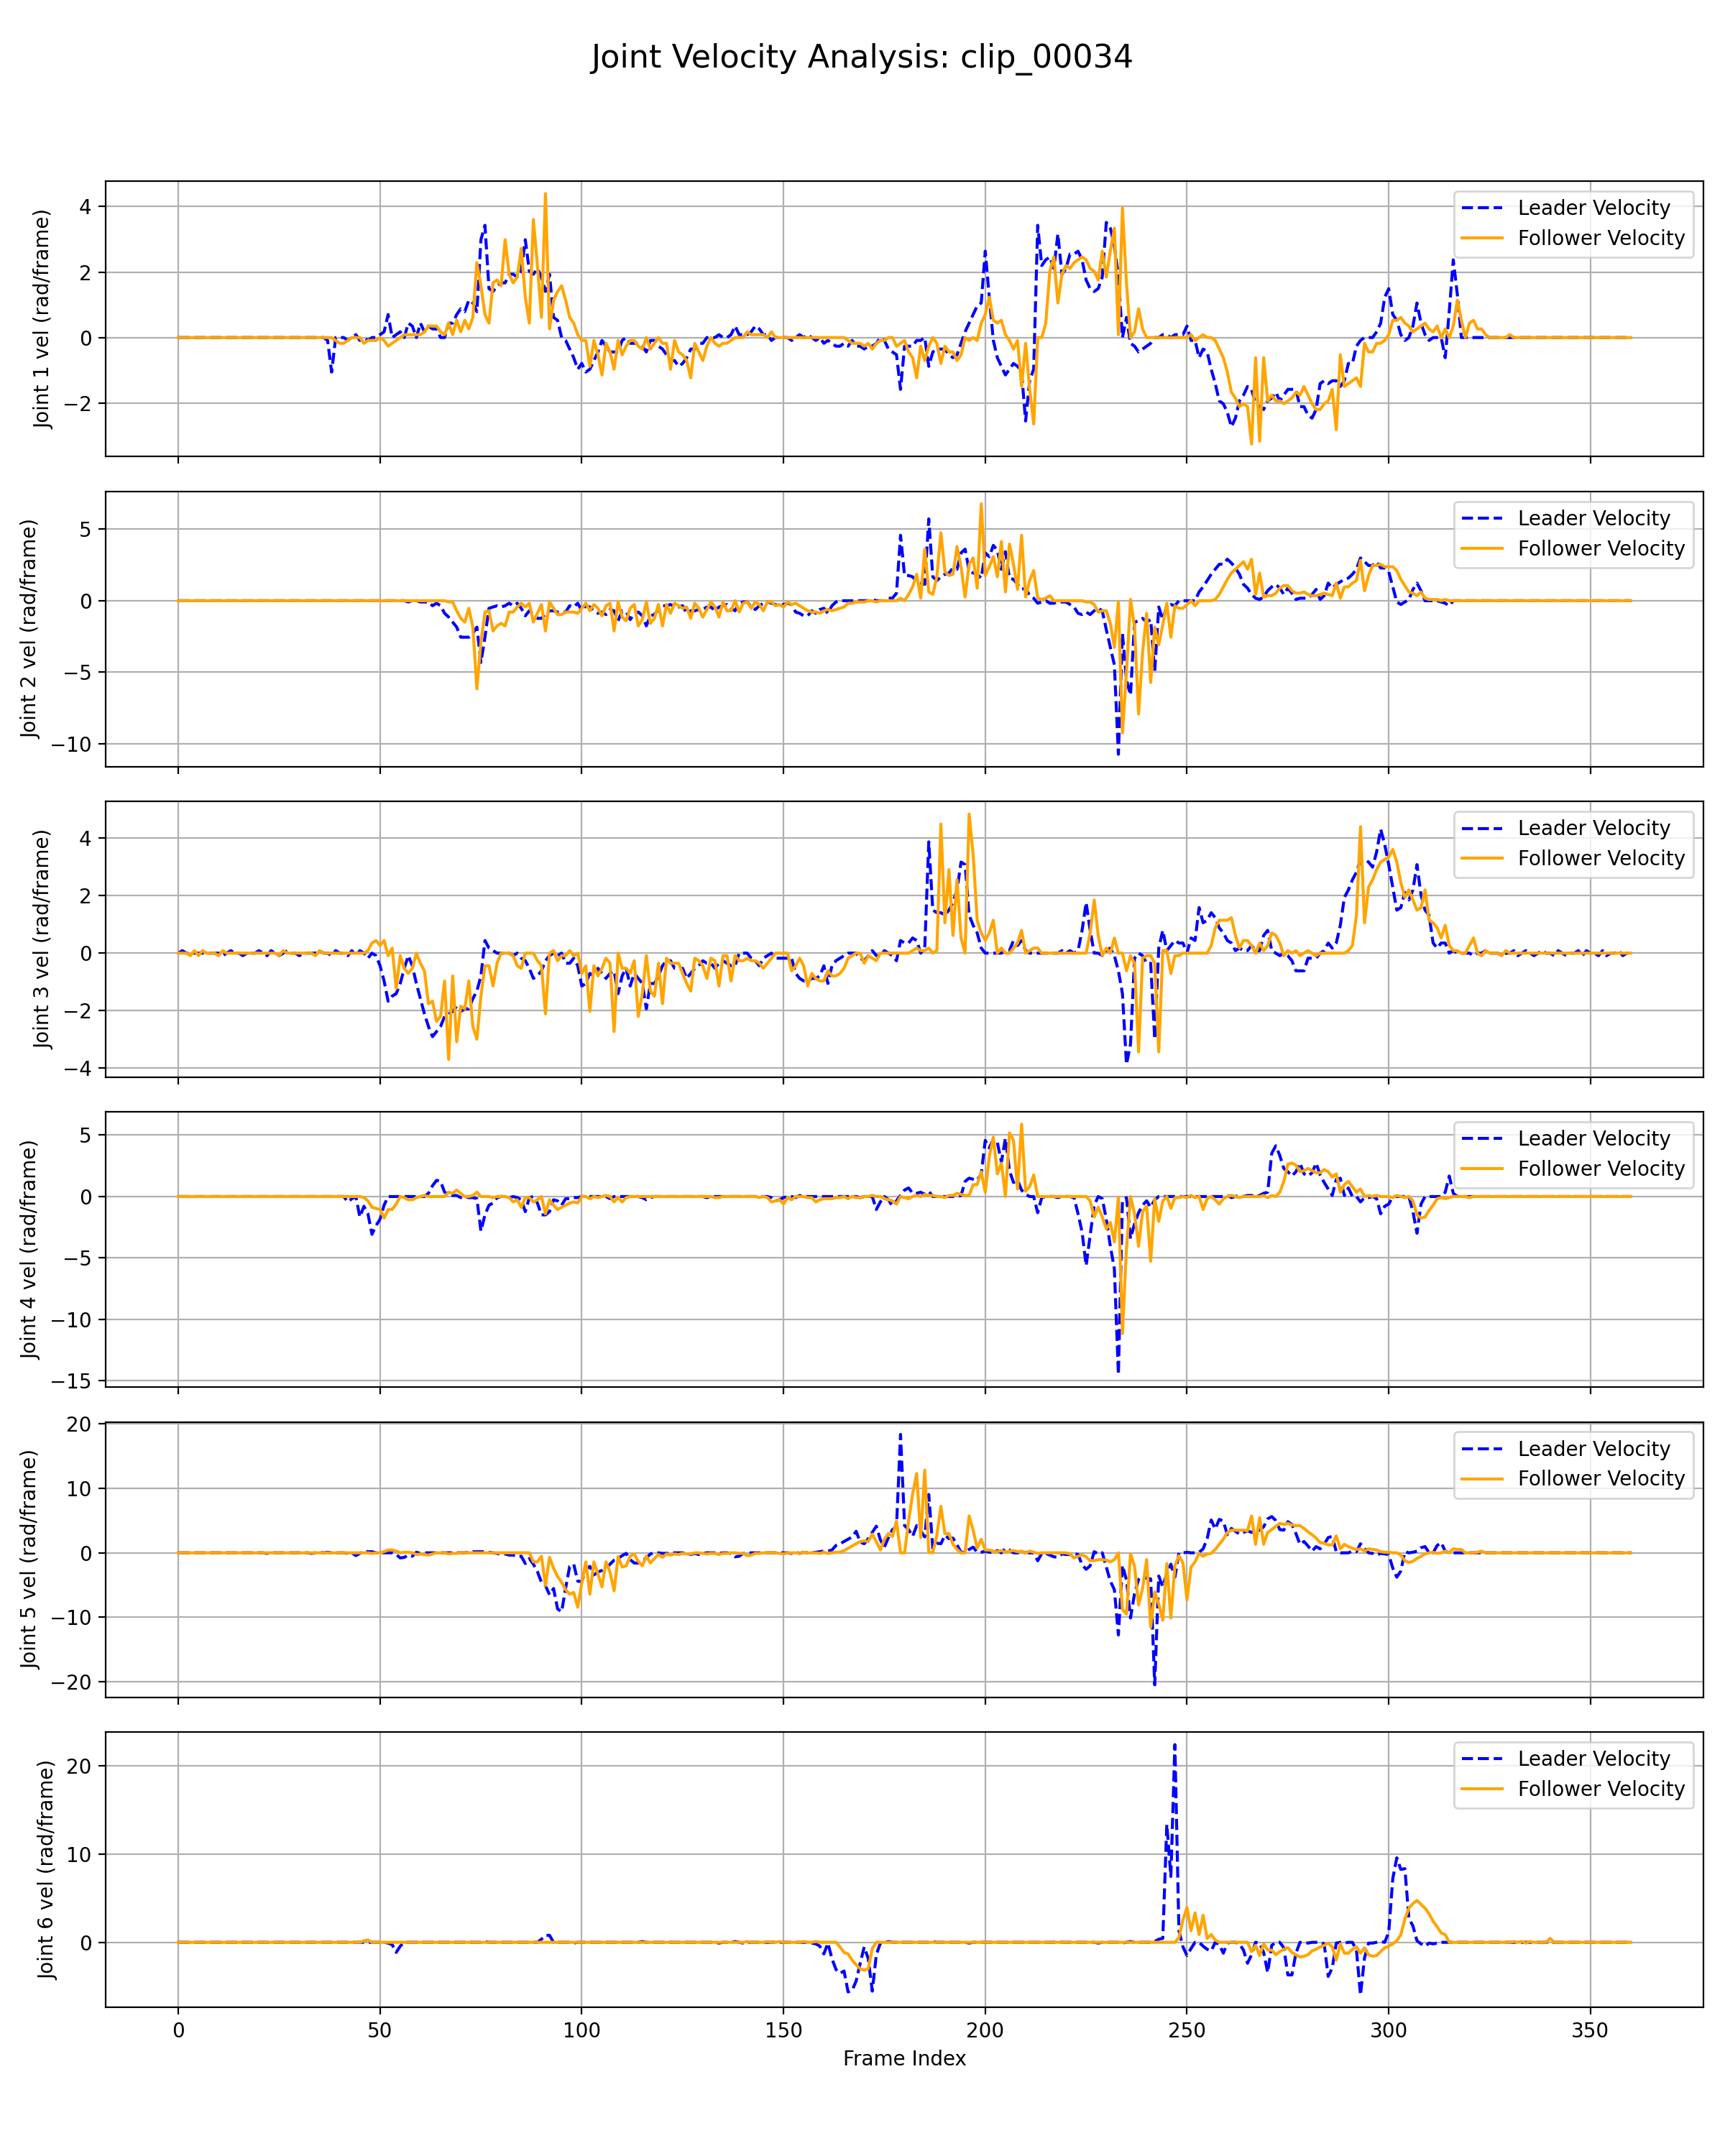 Joint Velocity Analysis: clip_00034
Joint 1 vel (rad/frame)
4
2
0
−2
Leader Velocity
Follower Velocity
Joint 2 vel (rad/frame)
5
0
−5
−10
Leader Velocity
Follower Velocity
Joint 3 vel (rad/frame)
4
2
0
−2
−4
Leader Velocity
Follower Velocity
Joint 4 vel (rad/frame)
5
0
−5
−10
−15
Leader Velocity
Follower Velocity
Joint 5 vel (rad/frame)
20
10
0
−10
−20
Leader Velocity
Follower Velocity
Joint 6 vel (rad/frame)
20
10
0
Leader Velocity
Follower Velocity
0 50 100 150 200 250 300 350
Frame Index